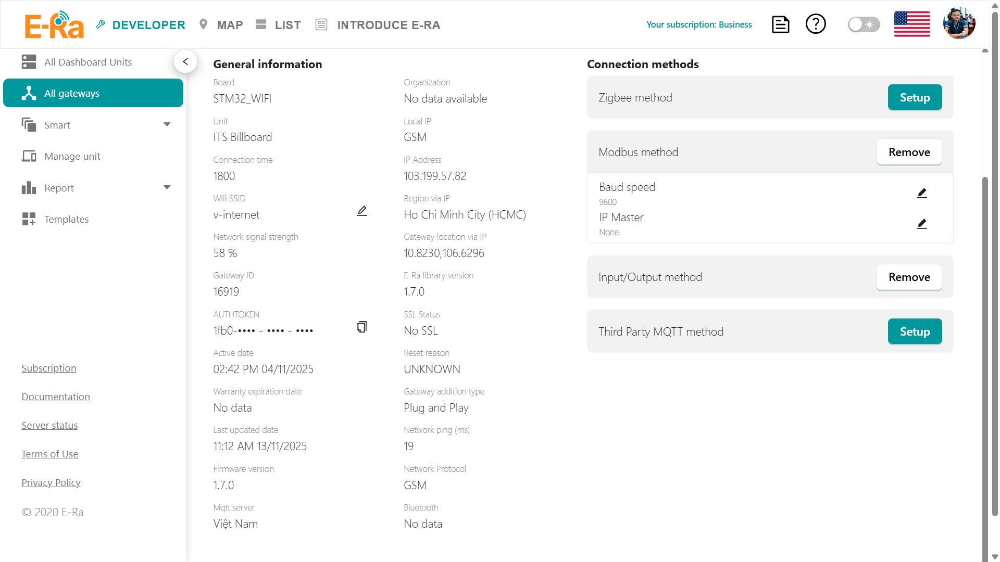 E-Ra
DEVELOPER
MAP
LIST
INTRODUCE E-RA
Your subscription: Business
All Dashboard Units
All gateways
Smart
Manage unit
Report
Templates
Subscription
Documentation
Server status
Terms of Use
Privacy Policy
© 2020 E-Ra
General information
Board
STM32_WIFI
Organization
No data available
Unit
ITS Billboard
Local IP
GSM
Connection time
1800
IP Address
103.199.57.82
Wifi SSID
v-internet
Region via IP
Ho Chi Minh City (HCMC)
Network signal strength
58 %
Gateway location via IP
10.8230,106.6296
Gateway ID
16919
E-Ra library version
1.7.0
AUTHTOKEN
1fb0-•••• - •••• - ••••
SSL Status
No SSL
Active date
02:42 PM 04/11/2025
Reset reason
UNKNOWN
Warranty expiration date
No data
Gateway addition type
Plug and Play
Last updated date
11:12 AM 13/11/2025
Network ping (ms)
19
Firmware version
1.7.0
Network Protocol
GSM
Mqtt server
Việt Nam
Bluetooth
No data
Connection methods
Zigbee method
Setup
Modbus method
Remove
Baud speed
9600
IP Master
None
Input/Output method
Remove
Third Party MQTT method
Setup